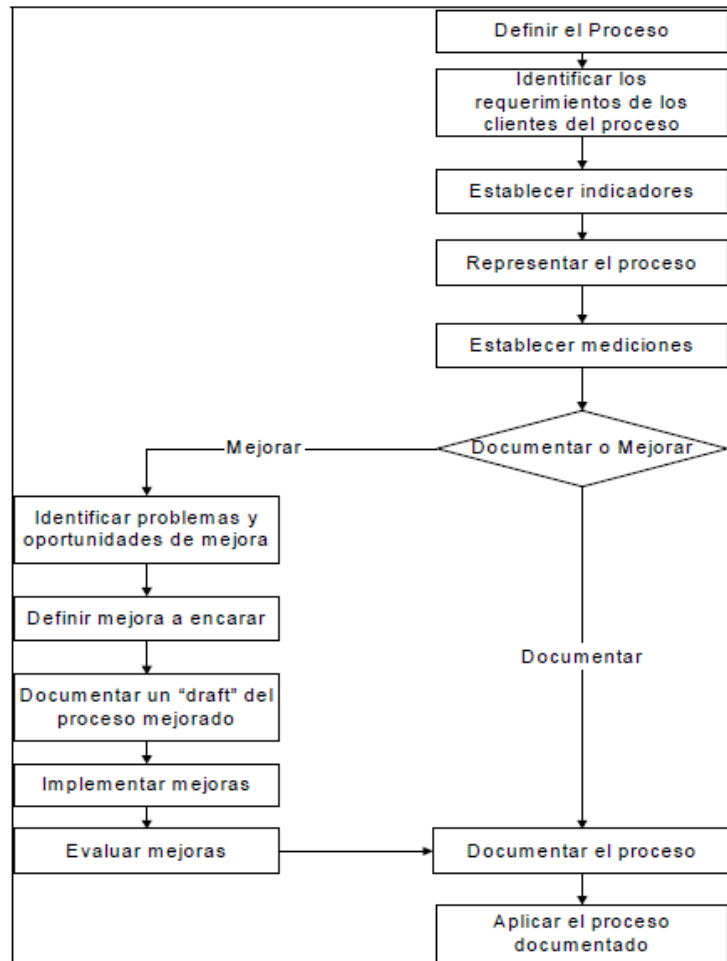 Definir el Proceso
Identificar los
requerimientos de los
clientes del proceso
Establecer indicadores
Representar el proceso
Establecer mediciones
Documentar o Mejorar
Mejorar
Identificar problemas y
oportunidades de mejora
Definir mejora a encarar
Documentar un “draft” del
proceso mejorado
Implementar mejoras
Evaluar mejoras
Documentar
Documentar el proceso
Aplicar el proceso
documentado